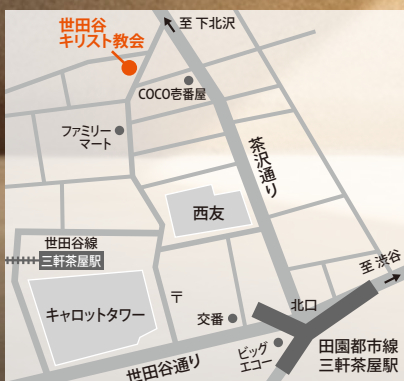 世田谷
キリスト教会
至 下北沢
COCO壱番屋
ファミリー
マート
茶沢通り
西友
世田谷線
三軒茶屋駅
至 渋谷
キャロットタワー
〒
交番
北口
ビッグ
エコー
世田谷通り
田園都市線
三軒茶屋駅